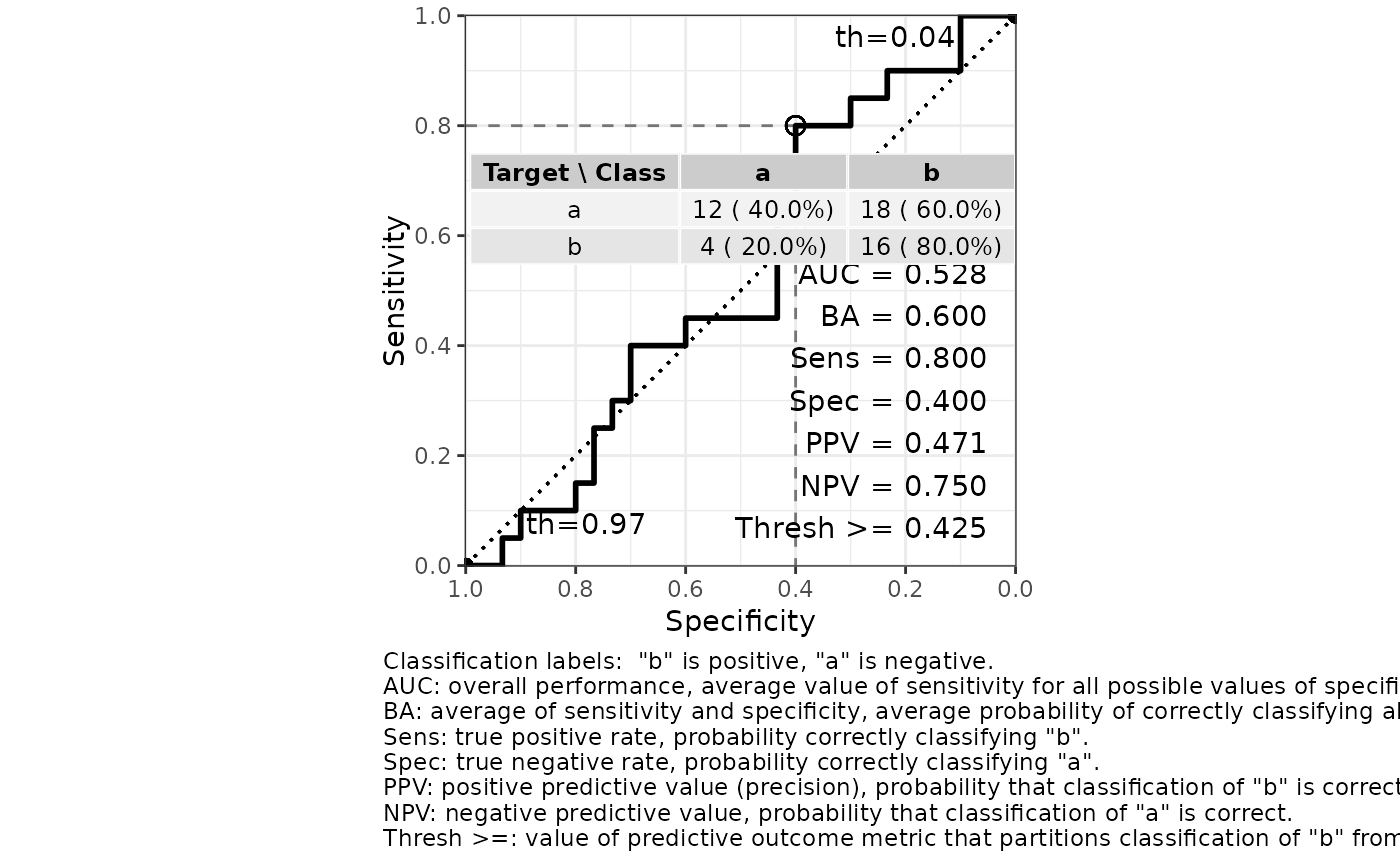 1.0
th=0.04
0.8
Target \ Class a b
a 12 ( 40.0%) 18 ( 60.0%)
0.6
b 4 ( 20.0%) 16 ( 80.0%)
Sensitivity
AUC = 0.528
BA = 0.600
0.4
Sens = 0.800
Spec = 0.400
0.2
PPV = 0.471
NPV = 0.750
th=0.97
Thresh >= 0.425
0.0
1.0 0.8 0.6 0.4 0.2 0.0
Specificity
Classification labels:  "b" is positive, "a" is negative.
AUC: overall performance, average value of sensitivity for all possible values of
BA: average of sensitivity and specificity, average probability of correctly classifying
Sens: true positive rate, probability correctly classifying "b".
Spec: true negative rate, probability correctly classifying "a".
PPV: positive predictive value (precision), probability that classification of "b" is correct
NPV: negative predictive value, probability that classification of "a" is correct.
Thresh >=: value of predictive outcome metric that partitions classification of "b" from